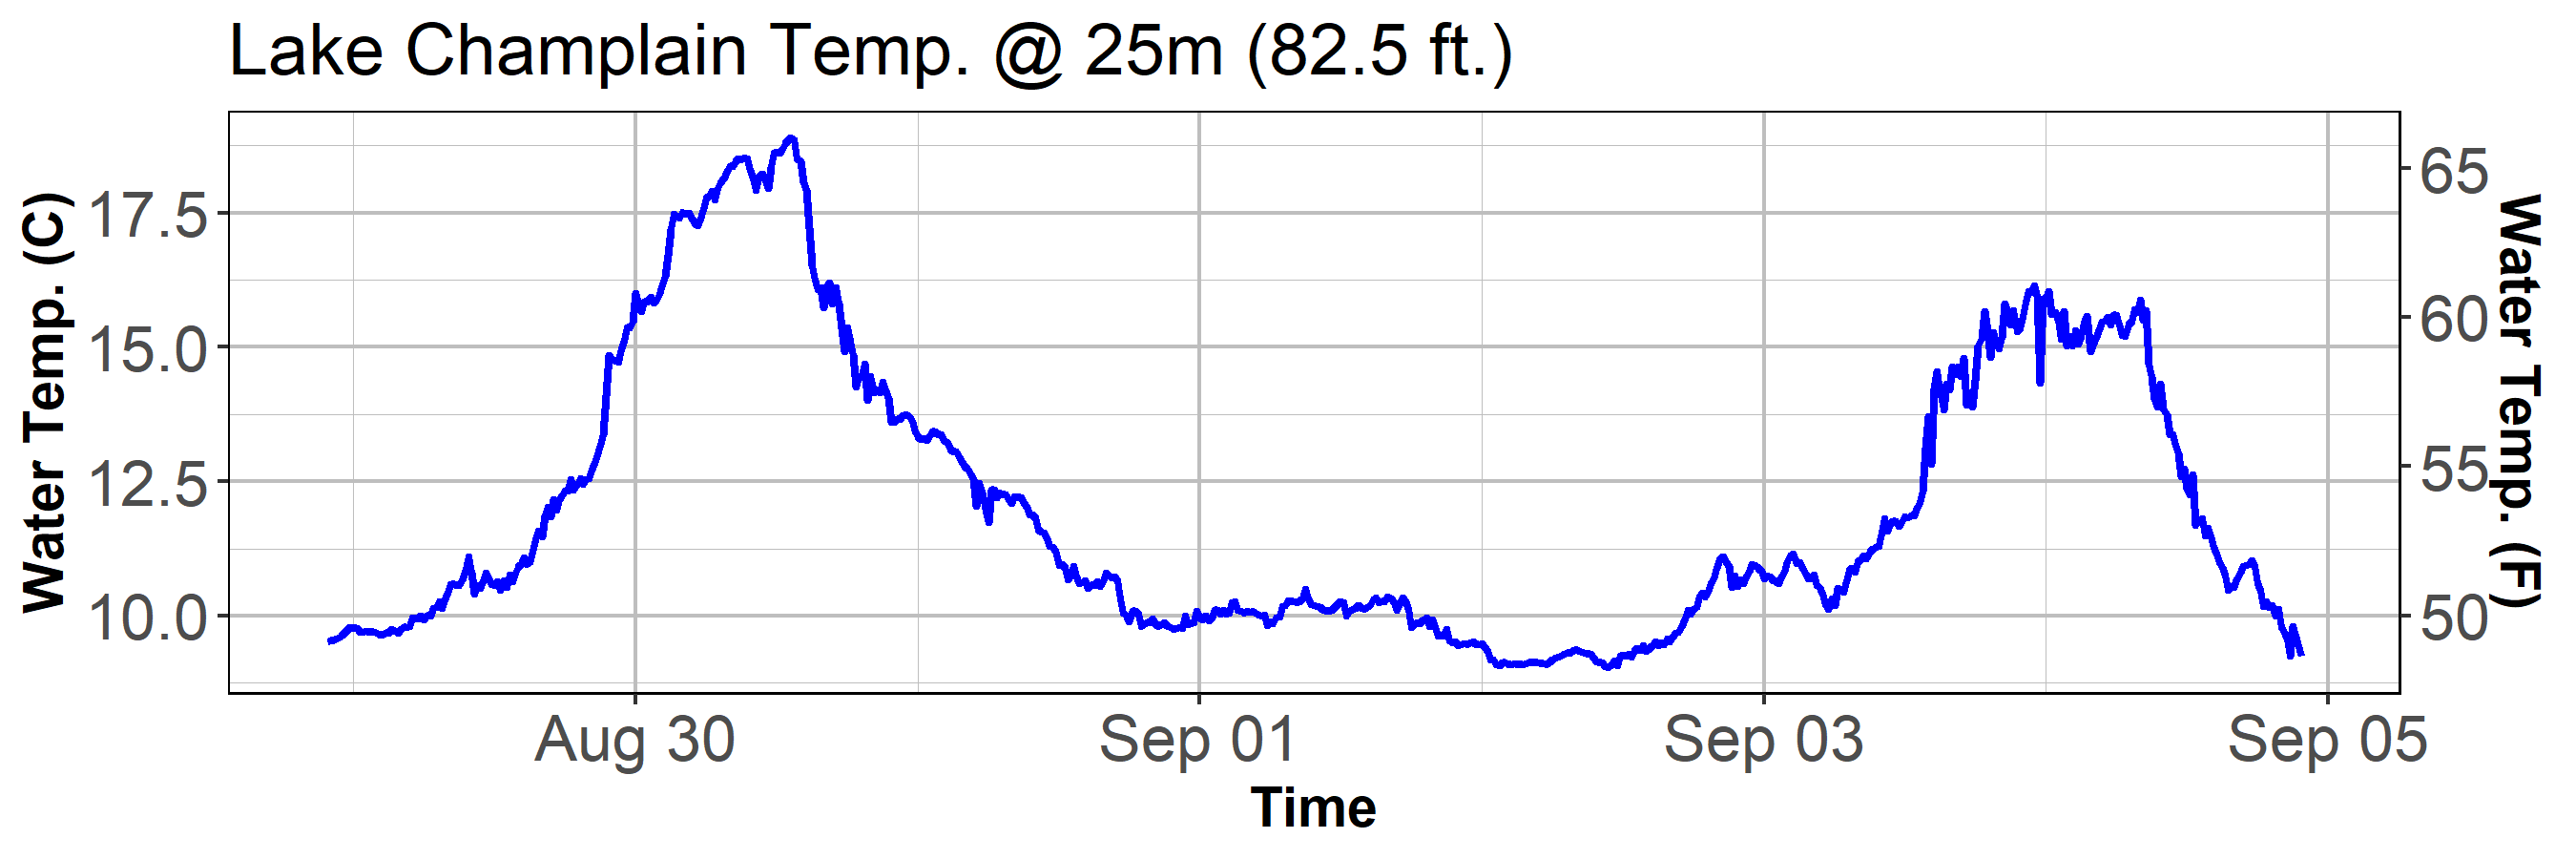 Lake Champlain Temp. @ 25m (82.5 ft.)
Water Temp. (C)
17.5
15.0
12.5
10.0
65
60
55
50
Water Temp. (F)
Aug 30
Sep 01
Sep 03
Sep 05
Time